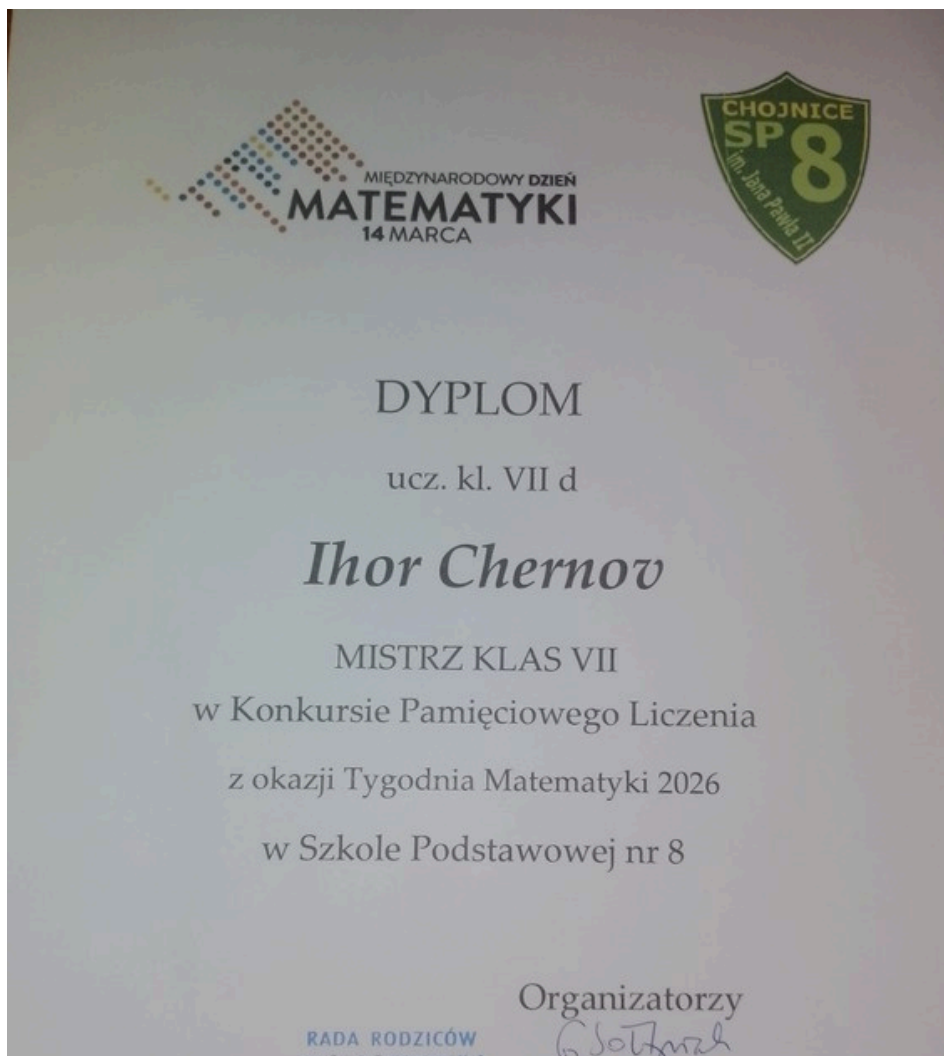 MIĘDZYNARODOWY DZIEŃ
MATEMATYKI
14 MARCA
CHOJNICE
SP 8
im. Jana Pawła II
DYPLOM
ucz. kl. VII d
Ihor Chernov
MISTRZ KLAS VII
w Konkursie Pamięciowego Liczenia
z okazji Tygodnia Matematyki 2026
w Szkole Podstawowej nr 8
Organizatorzy
RADA RODZICÓW